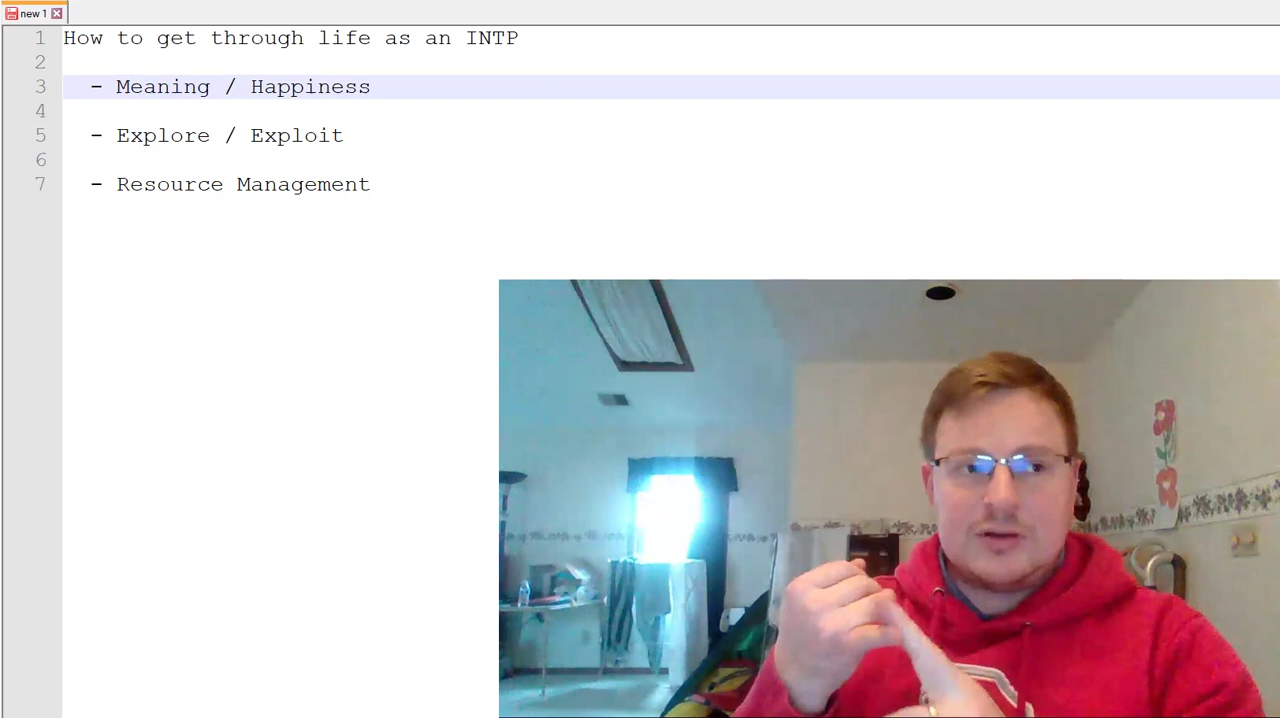 new 1
1 How to get through life as an INTP
2
3 - Meaning / Happiness
4
5 - Explore / Exploit
6
7 - Resource Management